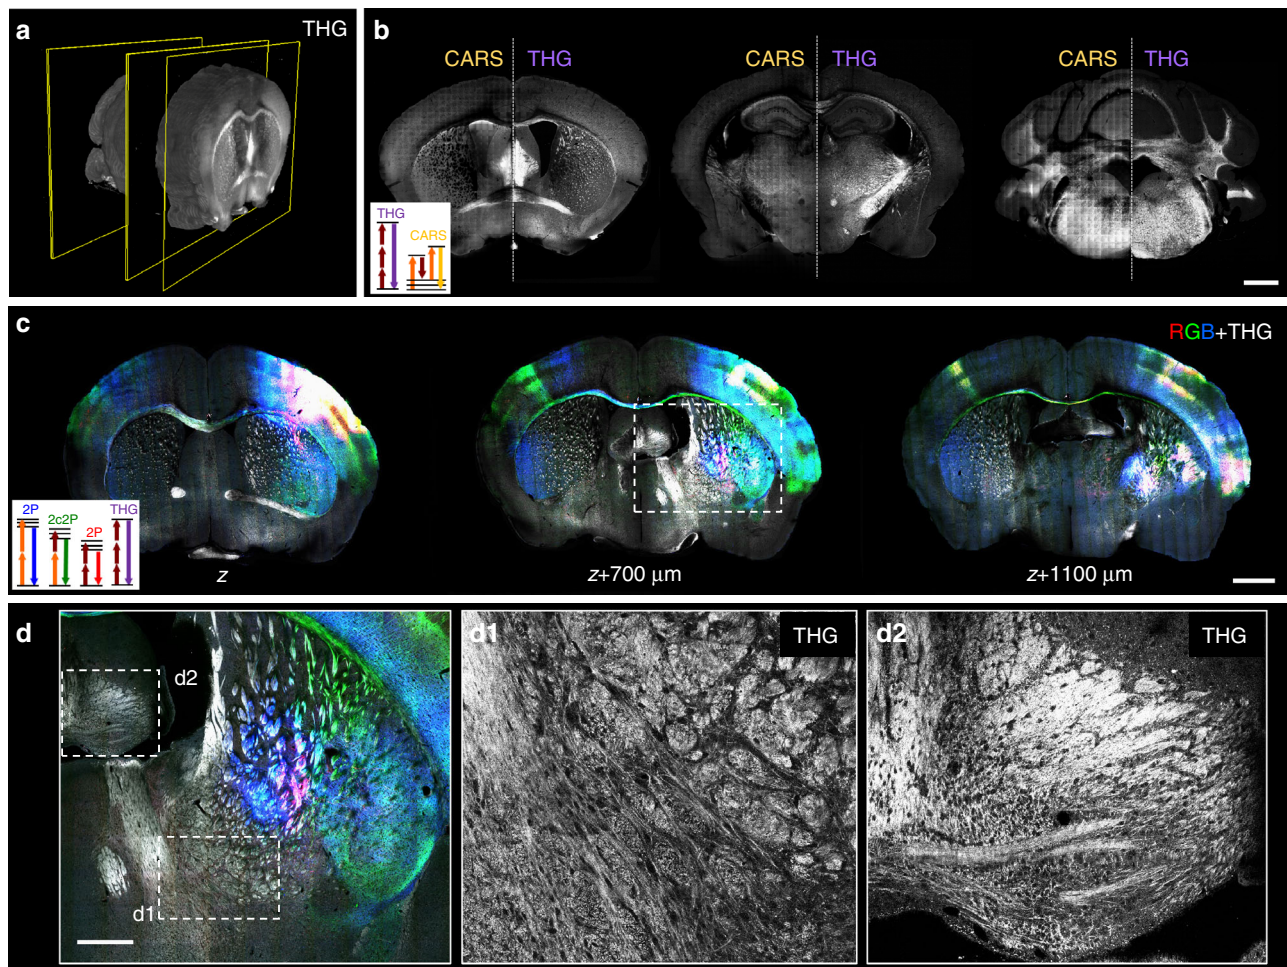 a
THG
b
CARS THG
CARS THG
CARS THG
THG
CARS
c
RGB+THG
2P
2c2P
2P
THG
z
z+700 µm
z+1100 µm
d
d2
d1
d1
THG
d2
THG